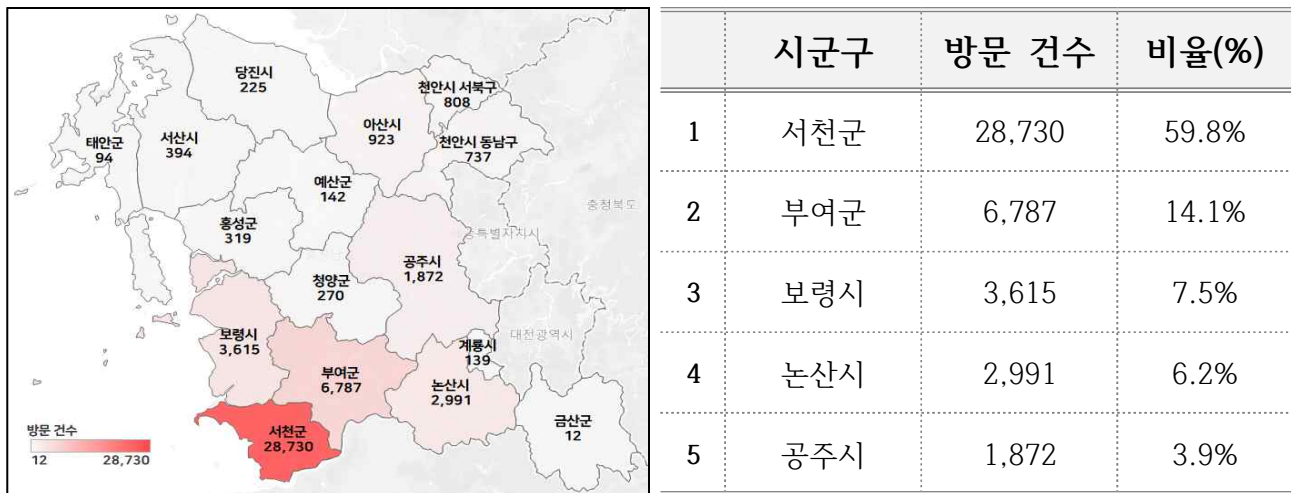 당진시
225
천안시 서북구
808
아산시
923
태안군
94
서산시
394
천안시 동남구
737
예산군
142
충청북도
홍성군
319
특별자치시
공주시
1,872
청양군
270
대전광역시
보령시
3,615
계룡시
139
부여군
6,787
논산시
2,991
금산군
12
방문 건수
12 28,730
서천군
28,730
시군구 방문 건수 비율(%)
1 서천군 28,730 59.8%
2 부여군 6,787 14.1%
3 보령시 3,615 7.5%
4 논산시 2,991 6.2%
5 공주시 1,872 3.9%